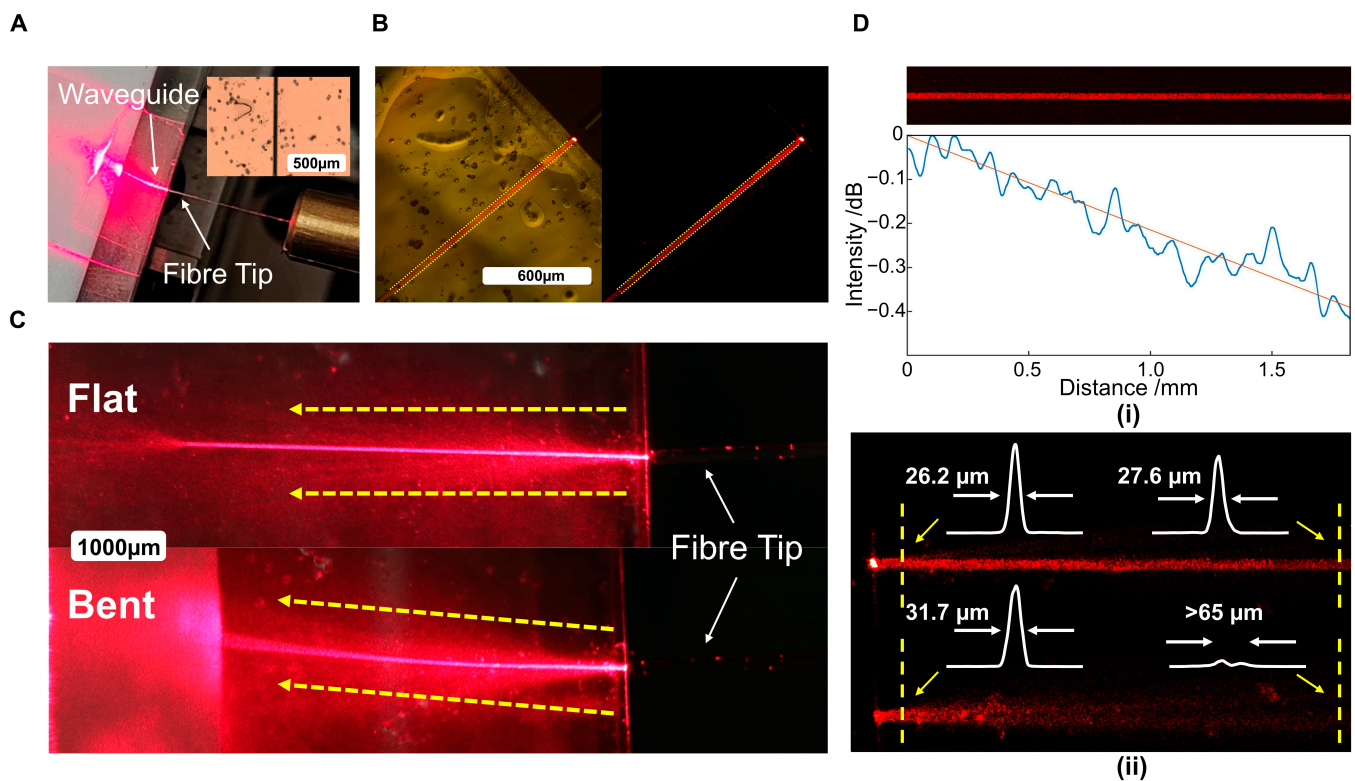 A
B
D
Waveguide
500µm
Fibre Tip
600µm
0
−0.1
−0.2
−0.3
−0.4
Intensity /dB
0
0.5
1.0
1.5
Distance /mm
(i)
C
Flat
1000µm
Fibre Tip
Bent
26.2 µm
27.6 µm
31.7 µm
>65 µm
(ii)